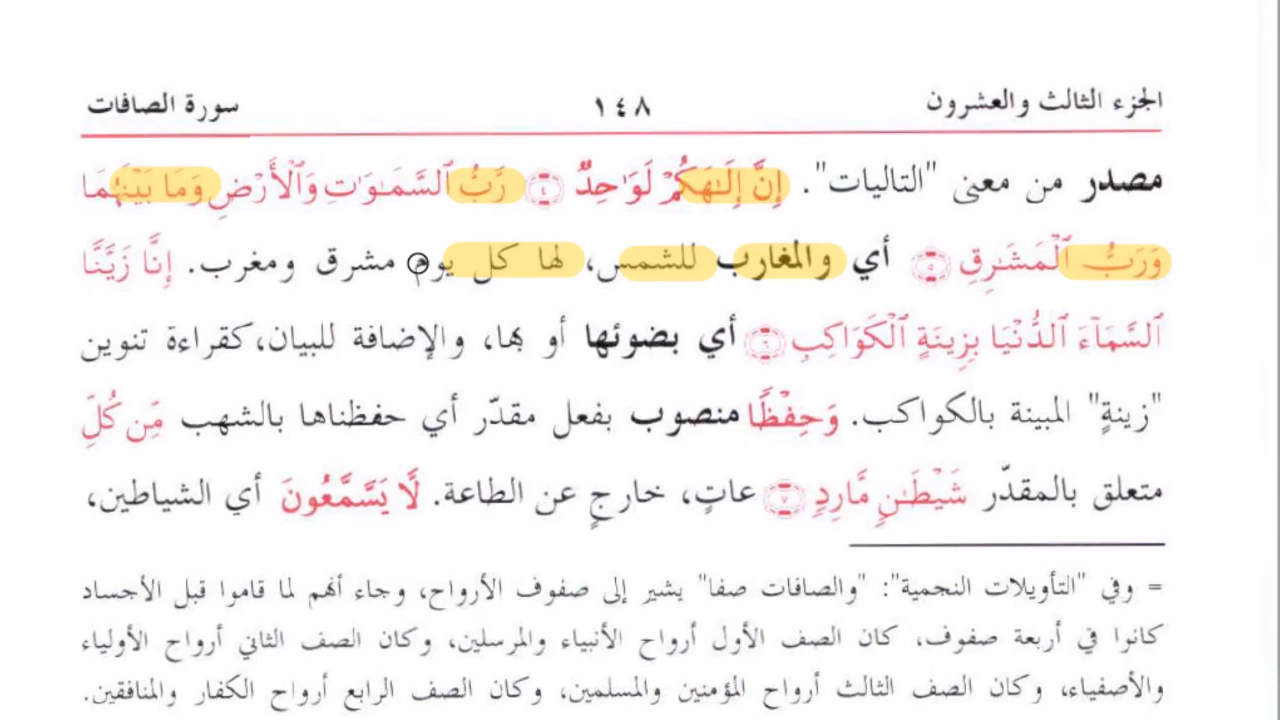 الجزء الثالث والعشرون ١٤٨ سورة الصافات
مصدر من معنى "التاليات". إِنَّ إِلَـٰهَكُمْ لَوَٰحِدٌ ﴿٤﴾ رَّبُّ ٱلسَّمَـٰوَٰتِ وَٱلْأَرْضِ وَمَا بَيْنَهُمَا
وَرَبُّ ٱلْمَشَـٰرِقِ ﴿٥﴾ أي والمغارب للشمس، لها كل يوم مشرق ومغرب. إِنَّا زَيَّنَّا
ٱلسَّمَآءَ ٱلدُّنْيَا بِزِينَةٍ ٱلْكَوَاكِبِ ﴿٦﴾ أي بضوئها أو بها، والإضافة للبيان،كقراءة تنوين
"زينةٍ" المبينة بالكواكب. وَحِفْظًا منصوب بفعل مقدّر أي حفظناها بالشهب مِّن كُلِّ
متعلق بالمقدّر شَيْطَـٰنٍ مَّارِدٍ ﴿٧﴾ عاتٍ، خارجٍ عن الطاعة. لَّا يَسَّمَّعُونَ أي الشياطين،
= وفي "التأويلات النجمية": "والصافات صفا" يشير إلى صفوف الأرواح، وجاء أنهم لما قاموا قبل الأجساد
كانوا في أربعة صفوف، كان الصف الأول أرواح الأنبياء والمرسلين، وكان الصف الثاني أرواح الأولياء
والأصفياء، وكان الصف الثالث أرواح المؤمنين والمسلمين، وكان الصف الرابع أرواح الكفار والمنافقين.